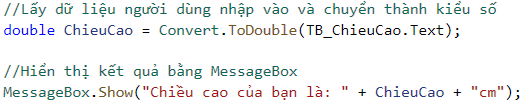 //Lấy dữ liệu người dùng nhập vào và chuyển thành kiểu số
double ChieuCao = Convert.ToDouble(TB_ChieuCao.Text);
//Hiển thị kết quả bằng MessageBox
MessageBox.Show("Chiều cao của bạn là: " + ChieuCao + "cm");